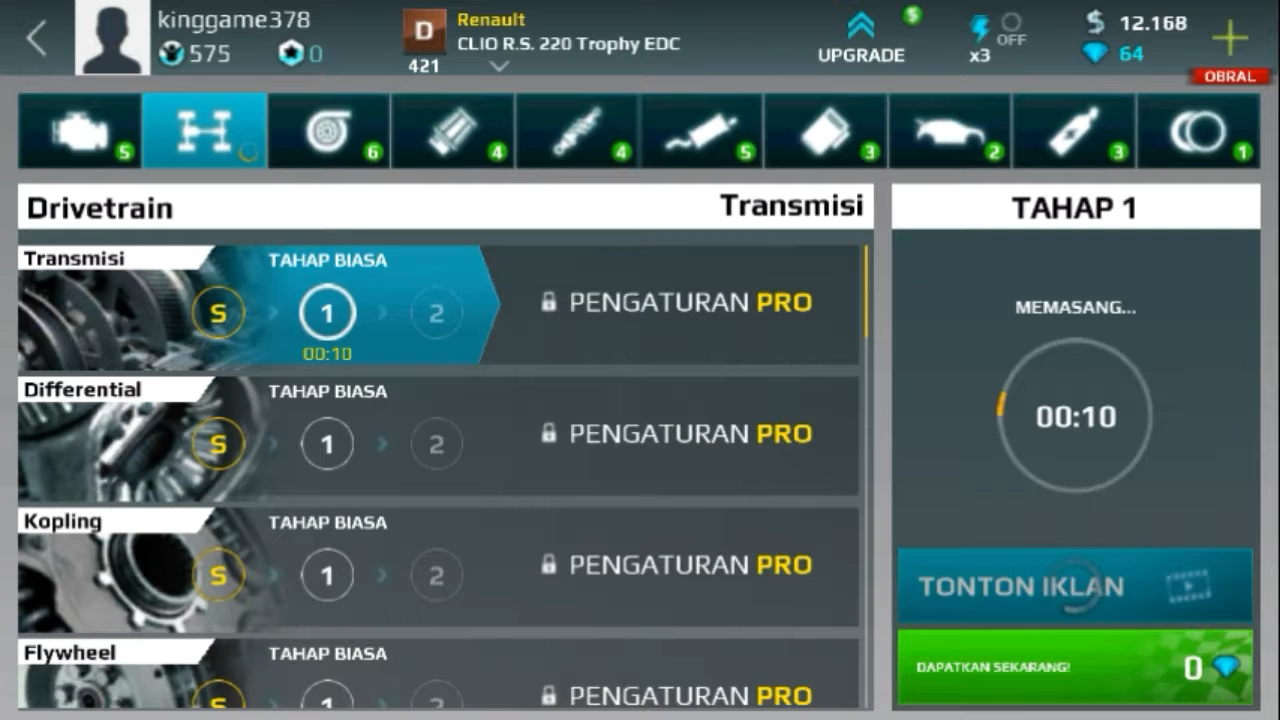 kinggame378
575
0
D
421
Renault
CLIO R.S. 220 Trophy EDC
UPGRADE
$
x3
OFF
$ 12.168
64
OBRAL
5
6
4
4
5
3
2
3
1
Drivetrain
Transmisi
TAHAP 1
Transmisi
TAHAP BIASA
S
1
2
00:10
PENGATURAN PRO
Differential
TAHAP BIASA
S
1
2
PENGATURAN PRO
Kopling
TAHAP BIASA
S
1
2
PENGATURAN PRO
Flywheel
TAHAP BIASA
S
1
2
PENGATURAN PRO
MEMASANG...
00:10
TONTON IKLAN
DAPATKAN SEKARANG!
0